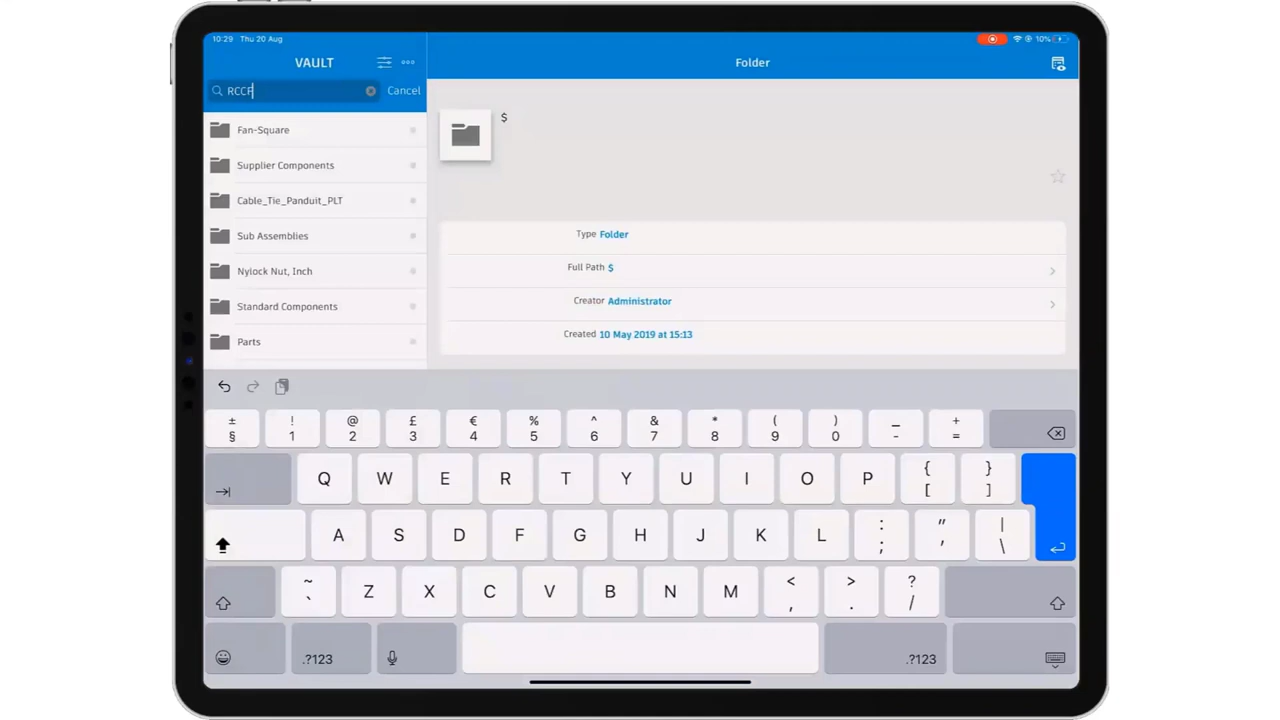 10:29 Thu 20 Aug
10%
VAULT
Folder
RCCF
Cancel
Fan-Square
Supplier Components
Cable_Tie_Panduit_PLT
Sub Assemblies
Nylock Nut, Inch
Standard Components
Parts
$
Type Folder
Full Path $
Creator Administrator
Created 10 May 2019 at 15:13
± ! @ £ € % ^ & * ( ) _ +
§ 1 2 3 4 5 6 7 8 9 0 - =
Q W E R T Y U I O P { [ } ]
A S D F G H J K L : ; " ' | \
~ ` Z X C V B N M < , > . ? /
.?123 .?123